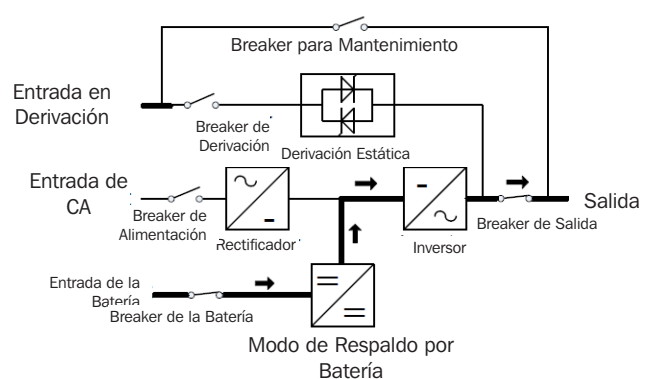 Breaker para Mantenimiento
Entrada en
Derivación
Breaker de
Derivación
Derivación Estática
Entrada de
CA
Breaker de
Alimentación
Rectificador
Inversor
Breaker de Salida
Salida
Entrada de la
Batería
Breaker de la Batería
Modo de Respaldo por
Batería